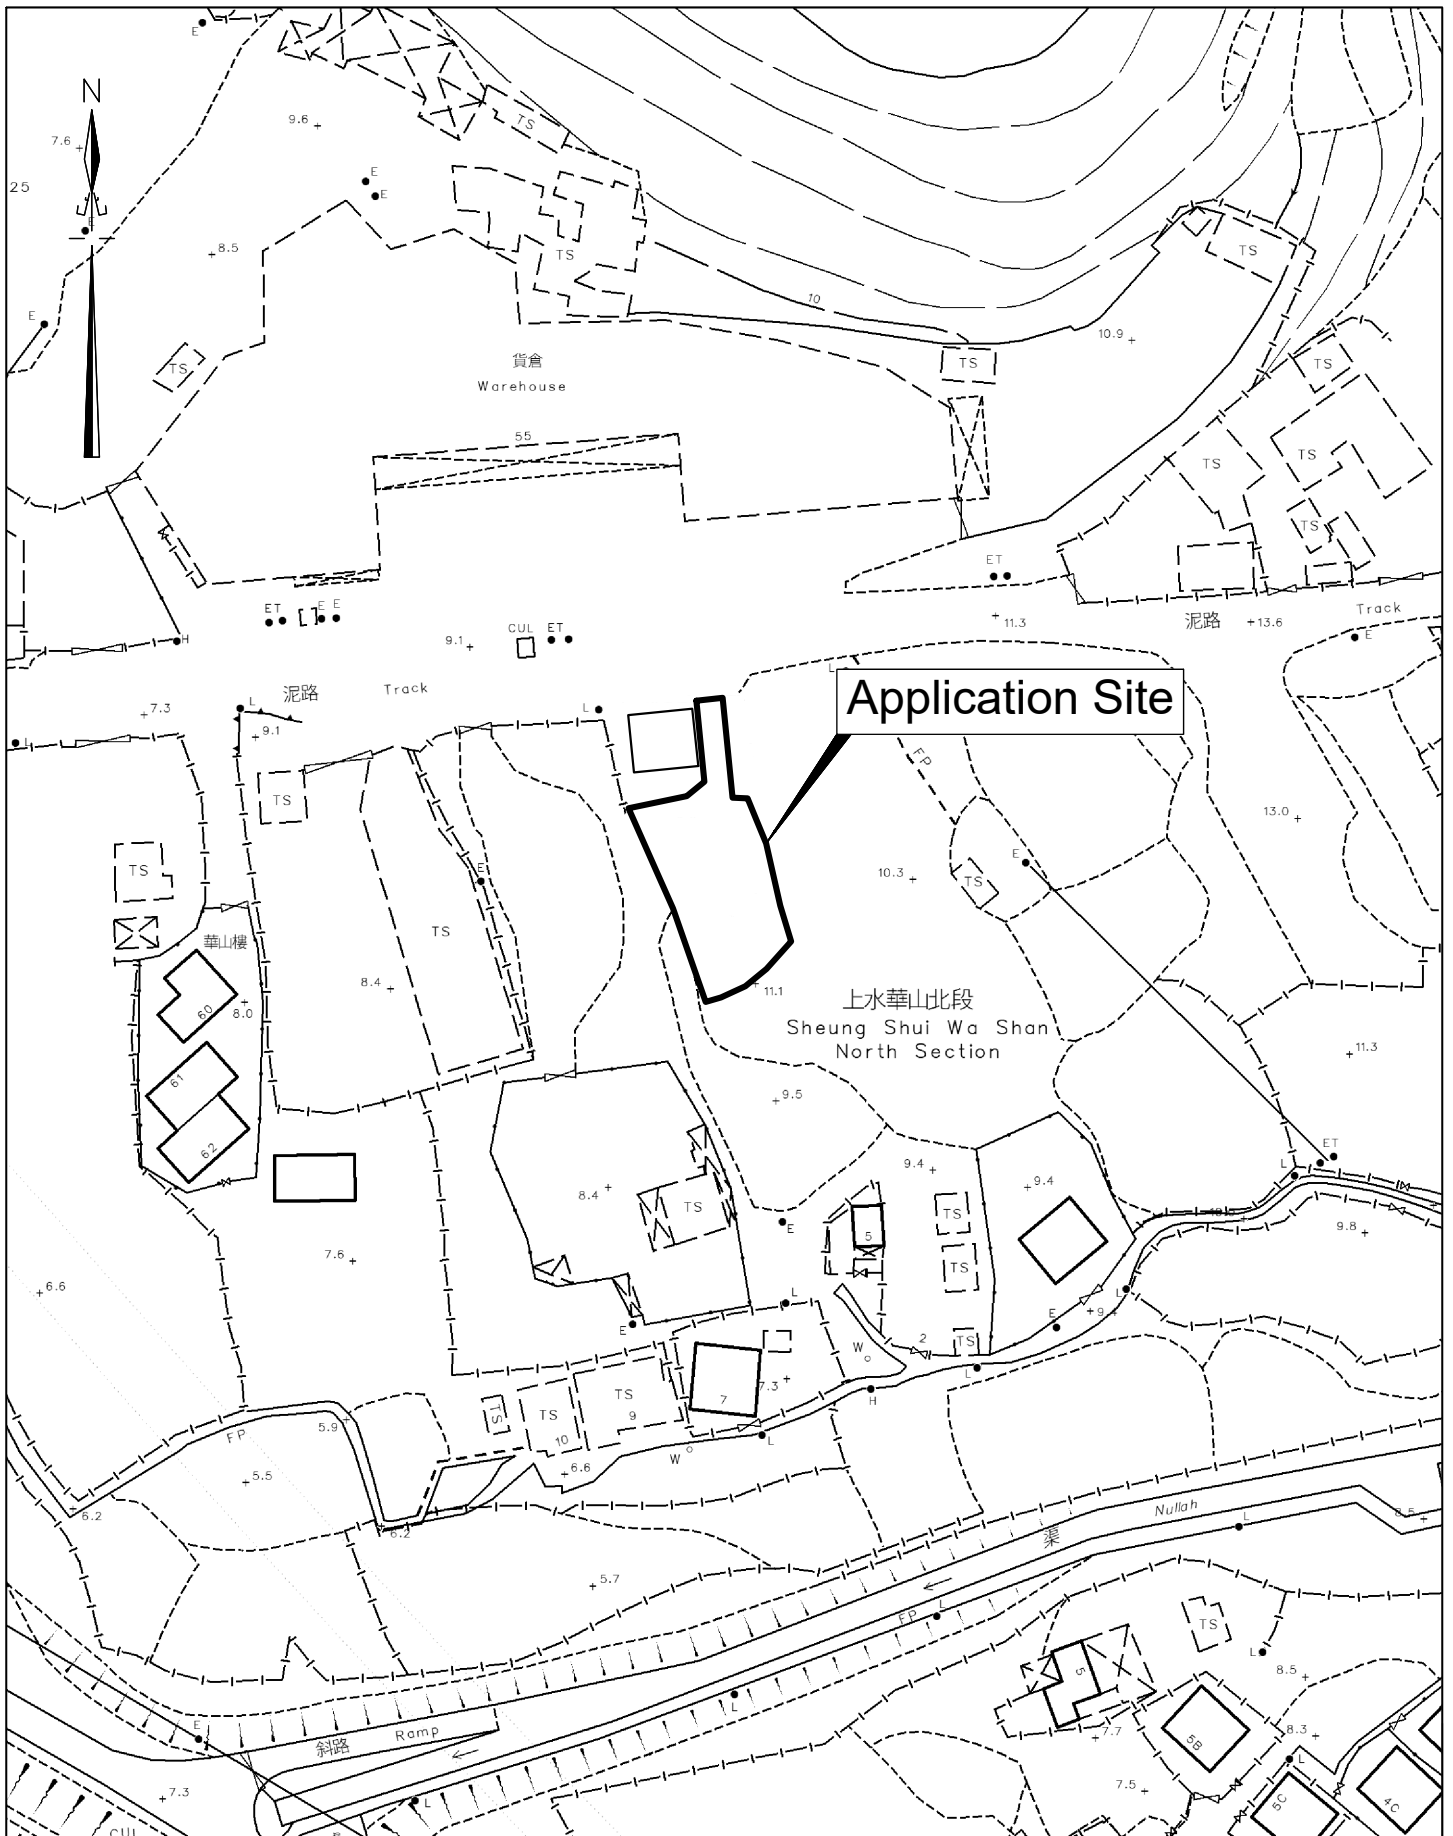 E
N
7.6
9.6
TS
E
E
25
E
8.5
TS
TS
10
E
10.9
TS
貨倉
Warehouse
TS
TS
55
TS
TS
TS
ET
ET
E E
CUL ET
H
9.1
11.3
泥路
13.6
Track
E
泥路
Track
L
L
L
7.3
9.1
L
Application Site
FP
TS
13.0
TS
E
10.3
TS
E
TS
華山樓
8.4
60
8.0
11.1
上水華山北段
Sheung Shui Wa Shan
North Section
11.3
61
9.5
62
ET
L
9.4
9.4
8.4
TS
E
5
TS
9.8
7.6
TS
6.6
L
L
E
9.4
E
2
TS
W
L
7.3
7
H
TS
TS
9
TS
10
5.9
FP
L
W
6.6
5.5
6.2
6.2
Nullah
渠
8.5
L
5.7
L
FP
TS
L
5
8.5
L
E
斜路
Ramp
7.7
5B
8.3
L
7.3
L
7.5
5C
4C
CUL